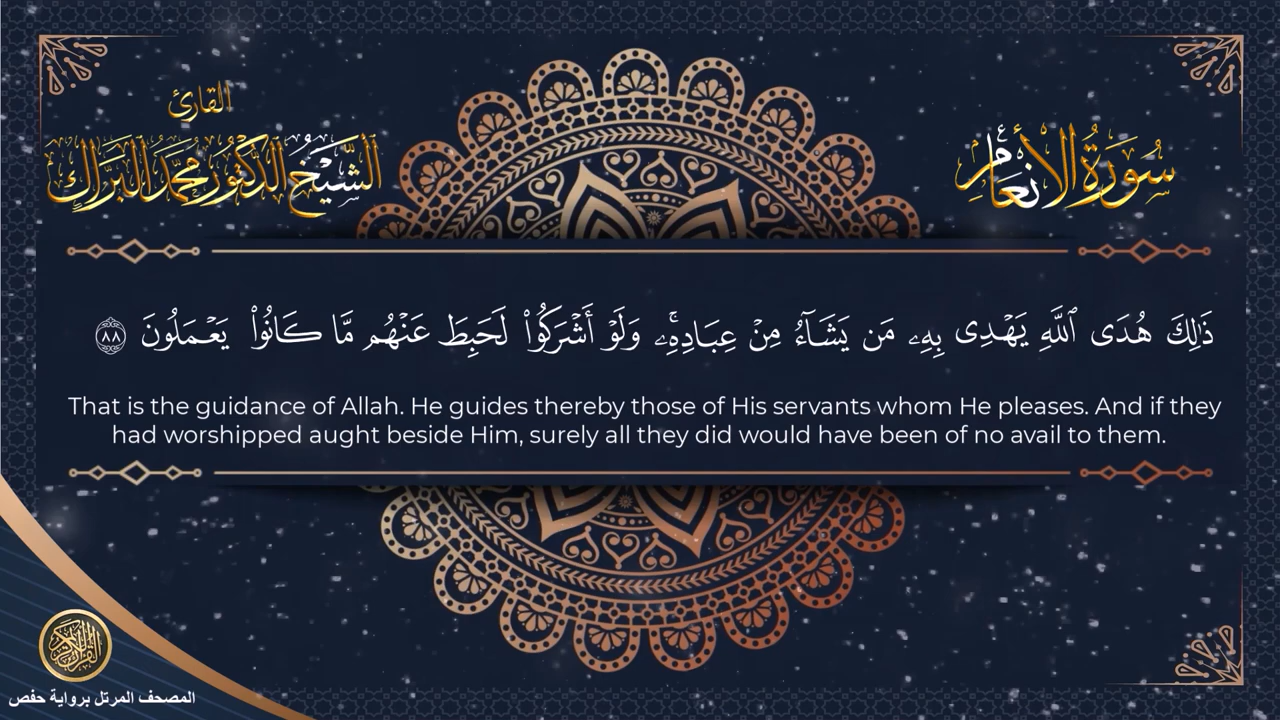 القارئ
الشيخ الدكتور محمد البراك
سورة الأنعام
ذَٰلِكَ هُدَى ٱللَّهِ يَهْدِى بِهِۦ مَن يَشَآءُ مِنْ عِبَادِهِۦ ۚ وَلَوْ أَشْرَكُوا۟ لَحَبِطَ عَنْهُم مَّا كَانُوا۟ يَعْمَلُونَ ٨٨
That is the guidance of Allah. He guides thereby those of His servants whom He pleases. And if they
had worshipped aught beside Him, surely all they did would have been of no avail to them.
القرآن الكريم
المصحف المرتل برواية حفص